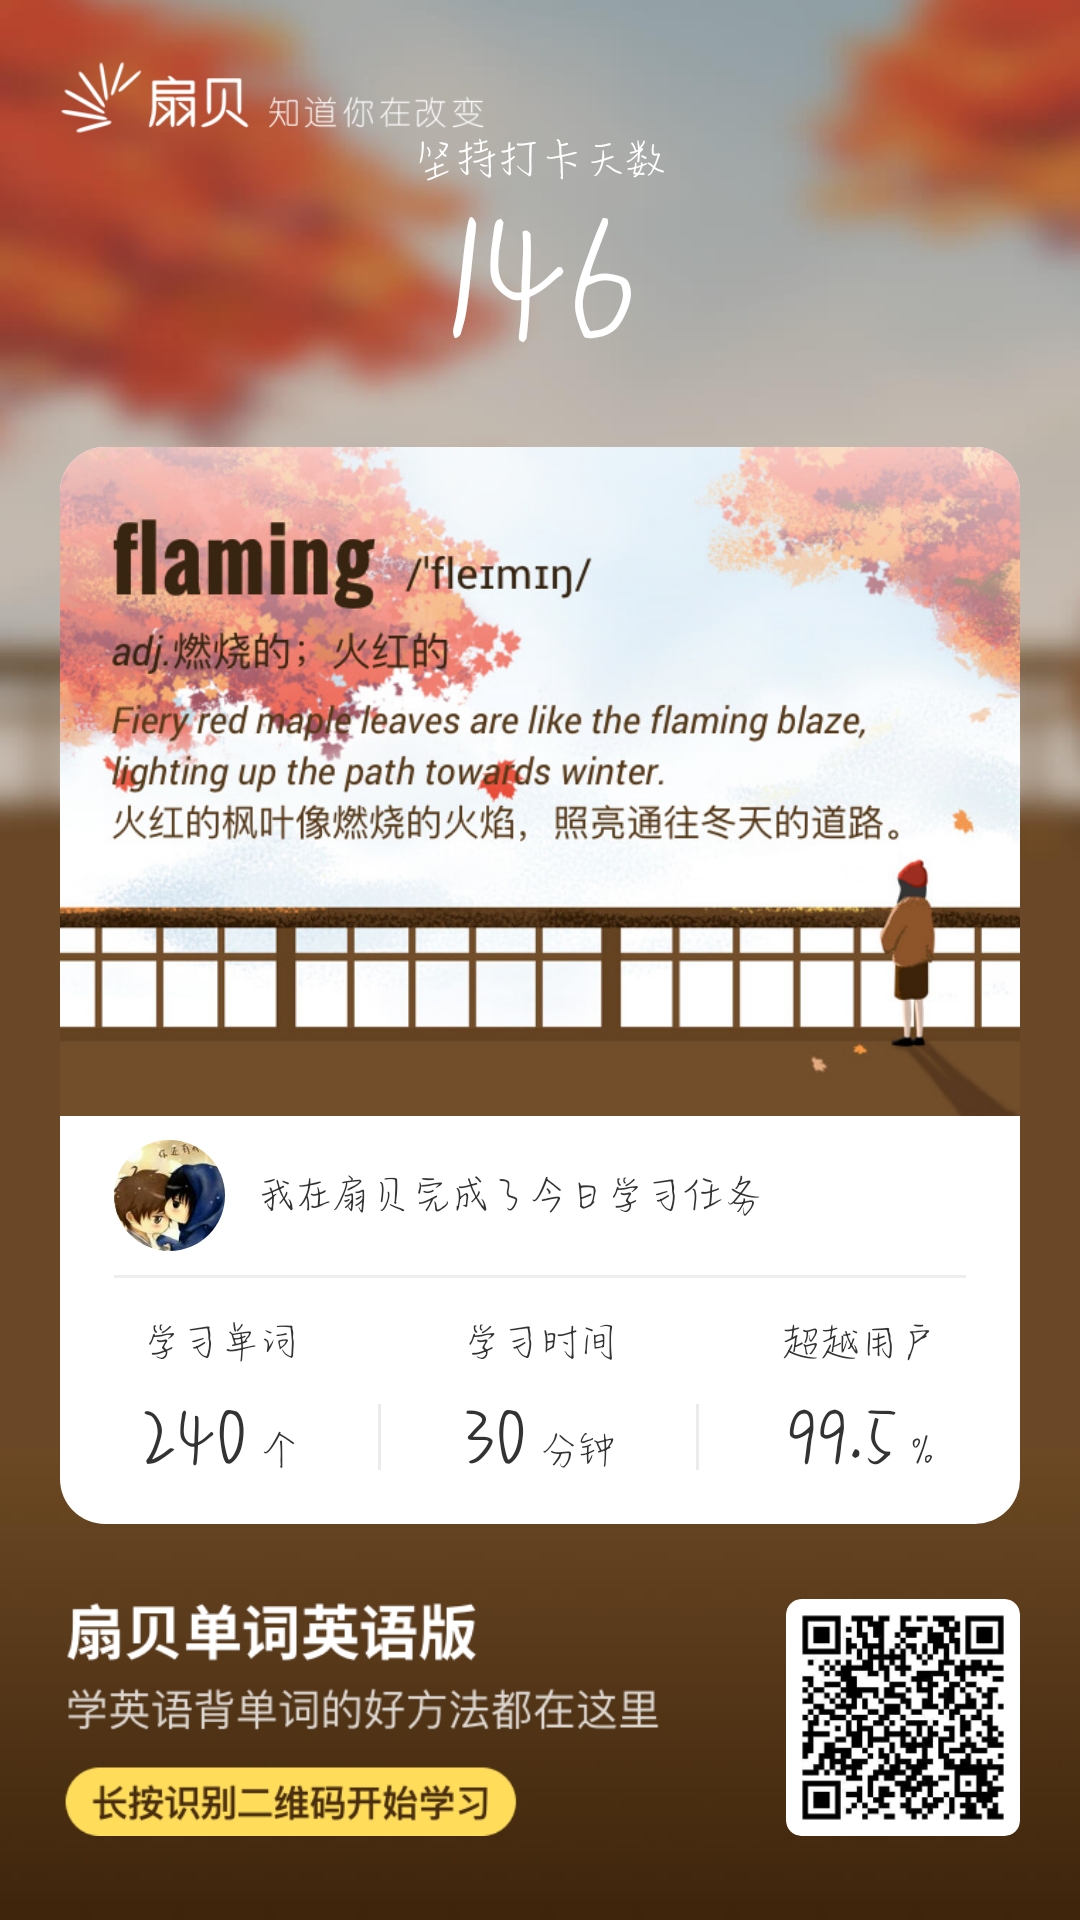 扇贝 知道你在改变
坚持打卡天数
146
flaming /ˈfleɪmɪŋ/
adj.燃烧的；火红的
Fiery red maple leaves are like the flaming blaze,
lighting up the path towards winter.
火红的枫叶像燃烧的火焰，照亮通往冬天的道路。
我在扇贝完成了今日学习任务
学习单词 学习时间 超越用户
240 个 30 分钟 99.5 %
扇贝单词英语版
学英语背单词的好方法都在这里
长按识别二维码开始学习